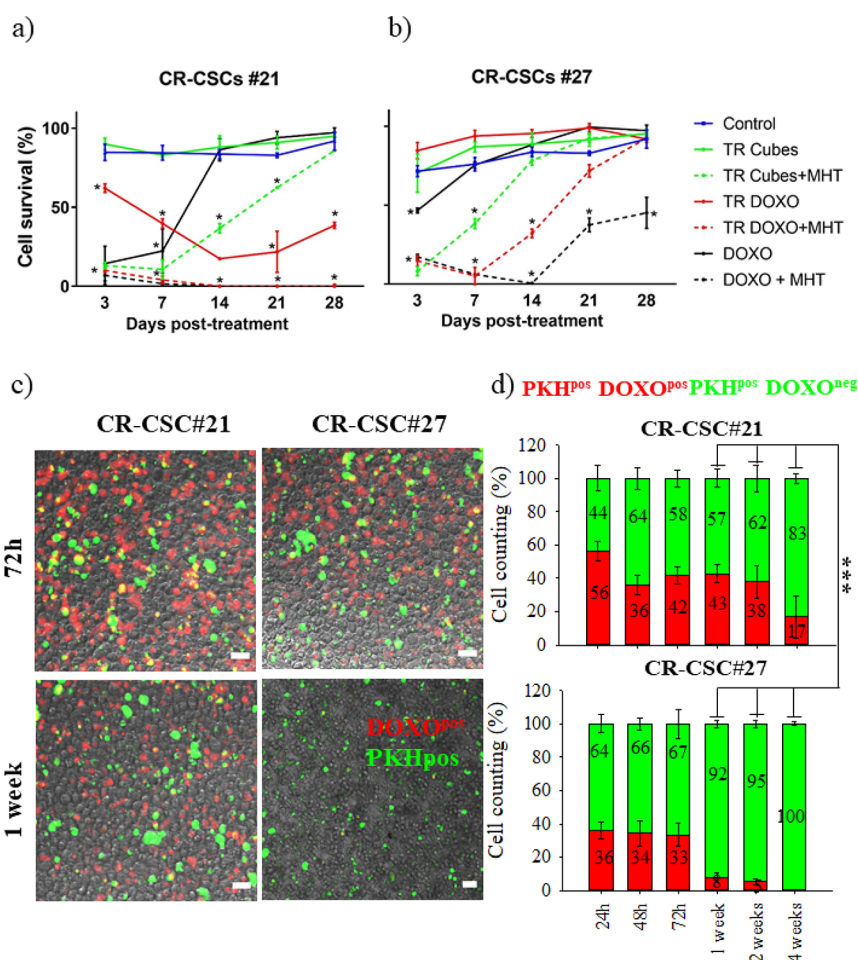 a)
b)
CR-CSCs #21
CR-CSCs #27
Cell survival (%)
100
50
0
3 7 14 21 28
Days post-treatment
3 7 14 21 28
Days post-treatment
* * * * * * * * * * * *
* * * * * * * * * * *
Control
TR Cubes
TR Cubes+MHT
TR DOXO
TR DOXO+MHT
DOXO
DOXO + MHT
c)
CR-CSC#21
CR-CSC#27
72h
1 week
DOXOpos
PKHpos
d)
PKHpos DOXOpos PKHpos DOXOneg
CR-CSC#21
Cell counting (%)
120
100
80
60
40
20
0
44 64 58 57 62 83
56 36 42 43 38 17
***
CR-CSC#27
Cell counting (%)
120
100
80
60
40
20
0
64 66 67 92 95 100
36 34 33 8 5
24h
48h
72h
1 week
2 weeks
4 weeks